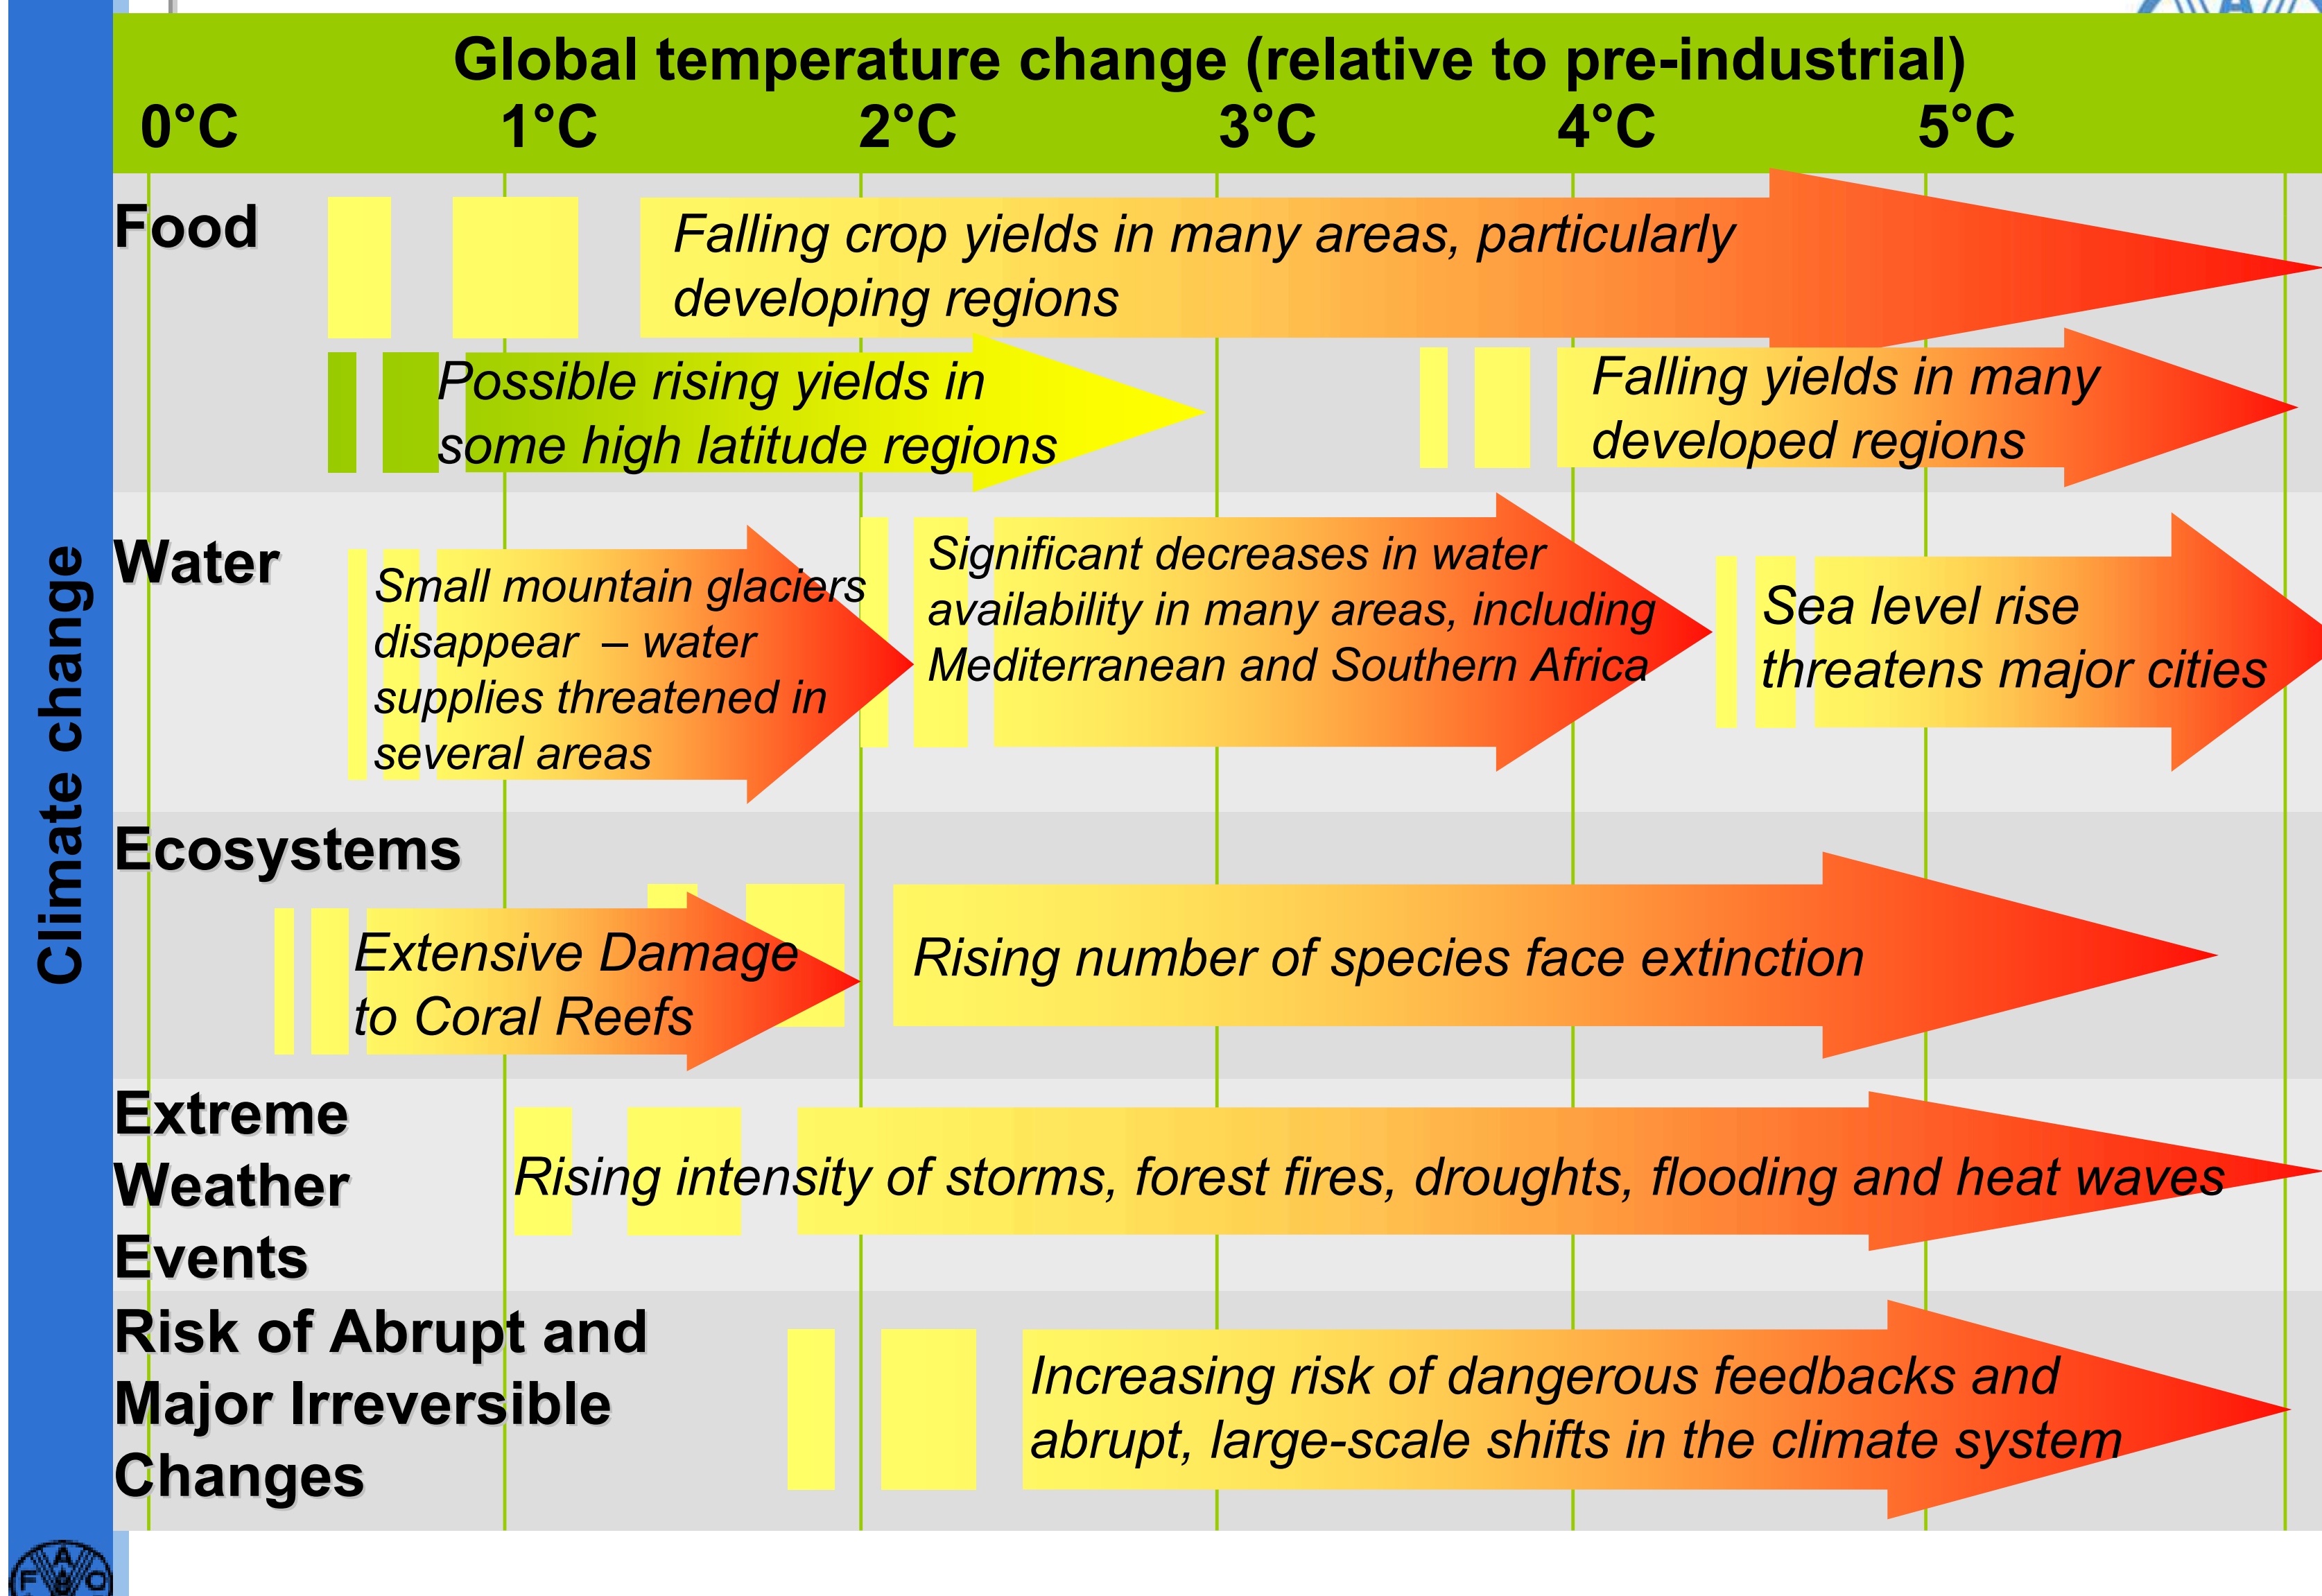 Global temperature change (relative to pre-industrial)
0°C 1°C 2°C 3°C 4°C 5°C
Climate change
Food
Falling crop yields in many areas, particularly
developing regions
Possible rising yields in
some high latitude regions
Falling yields in many
developed regions
Water
Small mountain glaciers
disappear – water
supplies threatened in
several areas
Significant decreases in water
availability in many areas, including
Mediterranean and Southern Africa
Sea level rise
threatens major cities
Ecosystems
Extensive Damage
to Coral Reefs
Rising number of species face extinction
Extreme
Weather
Events
Rising intensity of storms, forest fires, droughts, flooding and heat waves
Risk of Abrupt and
Major Irreversible
Changes
Increasing risk of dangerous feedbacks and
abrupt, large-scale shifts in the climate system
F A O